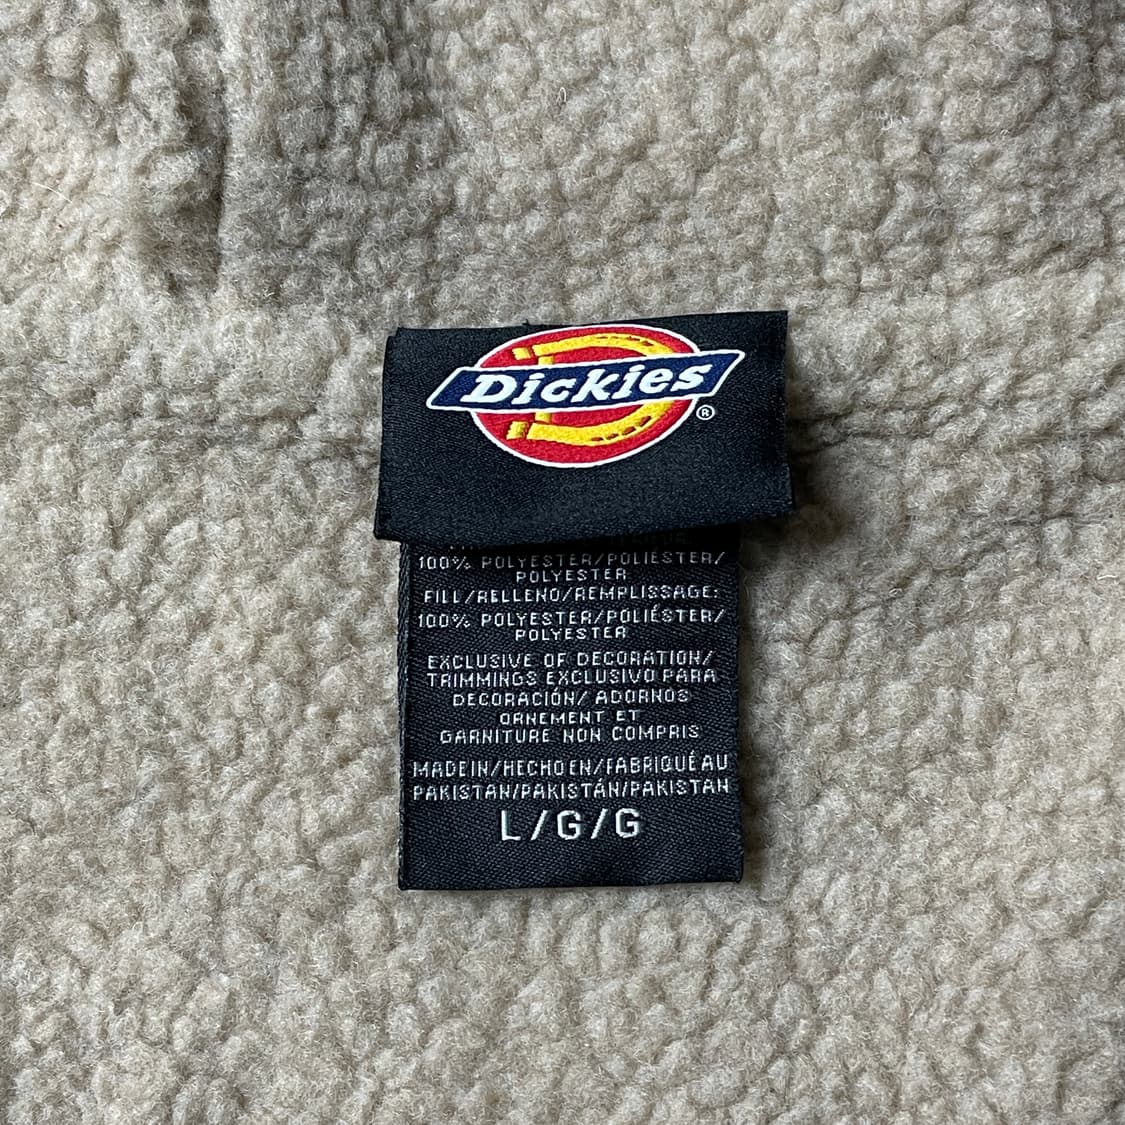 Dickies
®
100% POLYESTER/POLIÉSTER/
POLYESTER
FILL/RELLENO/REMPLISSAGE:
100% POLYESTER/POLIÉSTER/
POLYESTER
EXCLUSIVE OF DECORATION/
TRIMMINGS EXCLUSIVO PARA
DECORACIÓN/ ADORNOS
ORNEMENT ET
GARNITURE NON COMPRIS
MADE IN/HECHO EN/FABRIQUÉ AU
PAKISTAN/PAKISTÁN/PAKISTAN
L/G/G